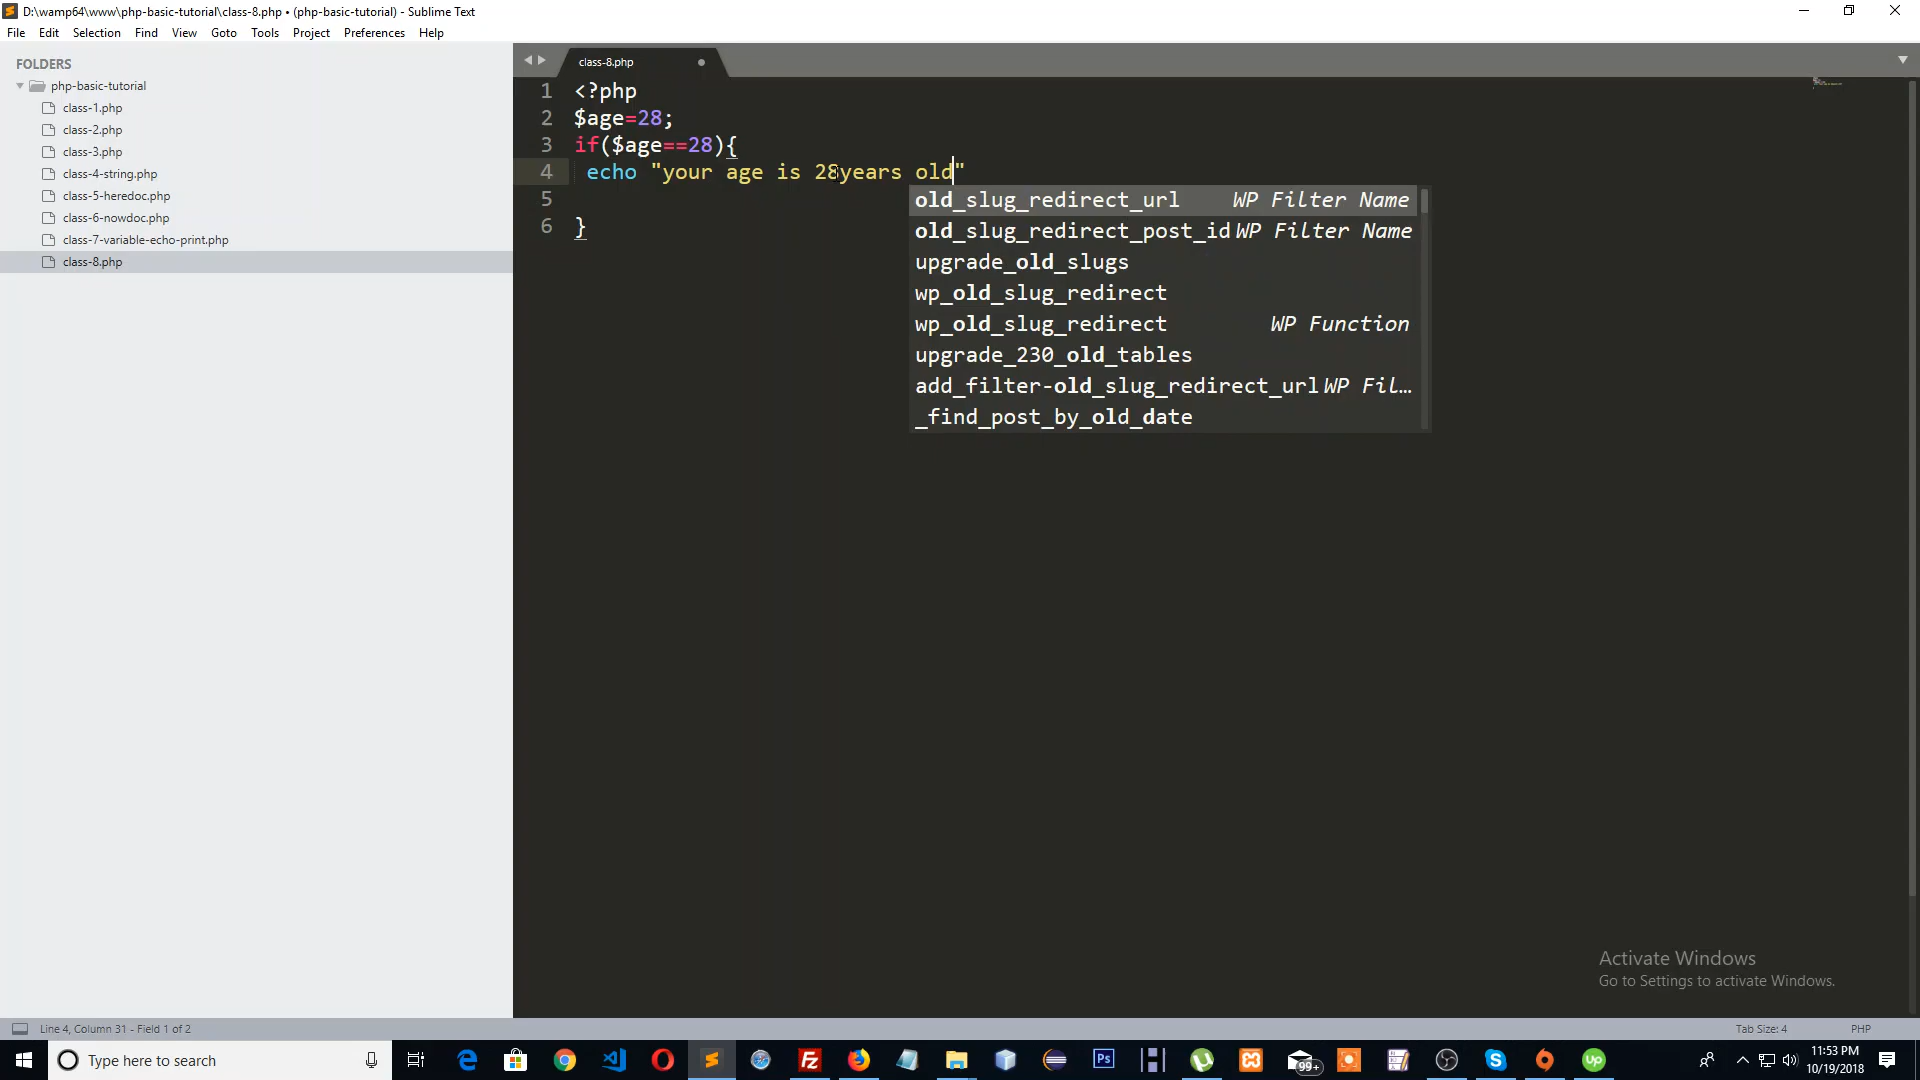 D:\wamp64\www\php-basic-tutorial\class-8.php • (php-basic-tutorial) - Sublime Text
File Edit Selection Find View Goto Tools Project Preferences Help
FOLDERS
php-basic-tutorial
class-1.php
class-2.php
class-3.php
class-4-string.php
class-5-heredoc.php
class-6-nowdoc.php
class-7-variable-echo-print.php
class-8.php
class-8.php
1 <?php
2 $age=28;
3 if($age==28){
4 echo "your age is 28years old"
5
6 }
old_slug_redirect_url WP Filter Name
old_slug_redirect_post_id WP Filter Name
upgrade_old_slugs
wp_old_slug_redirect
wp_old_slug_redirect WP Function
upgrade_230_old_tables
add_filter-old_slug_redirect_url WP Fil…
_find_post_by_old_date
Activate Windows
Go to Settings to activate Windows.
Line 4, Column 31 - Field 1 of 2 Tab Size: 4 PHP
Type here to search
99+
11:53 PM
10/19/2018